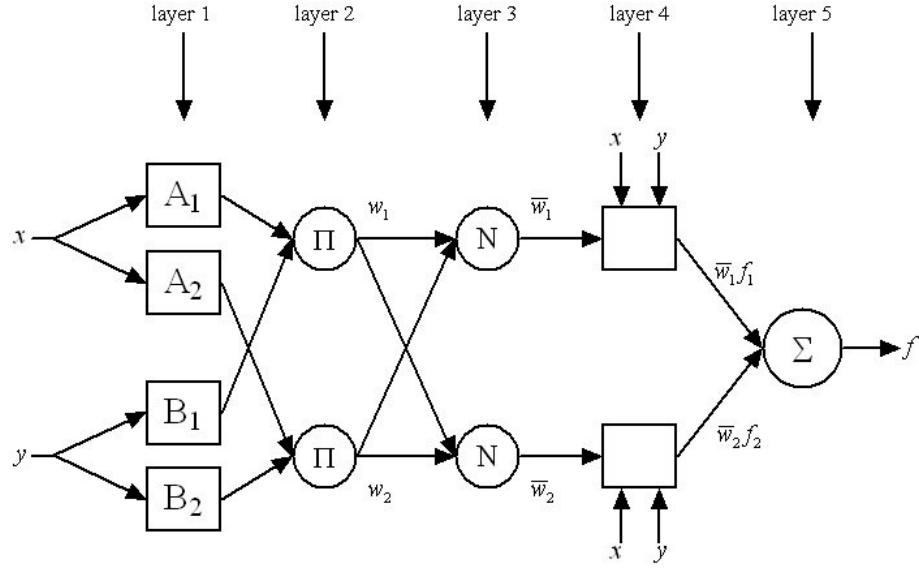 layer 1 layer 2 layer 3 layer 4 layer 5
x y
A₁ w₁ w̅₁
x Π N
A₂ w̅₁f₁
Σ f
B₁ w̅₂f₂
y Π N
B₂ w₂ w̅₂
x y